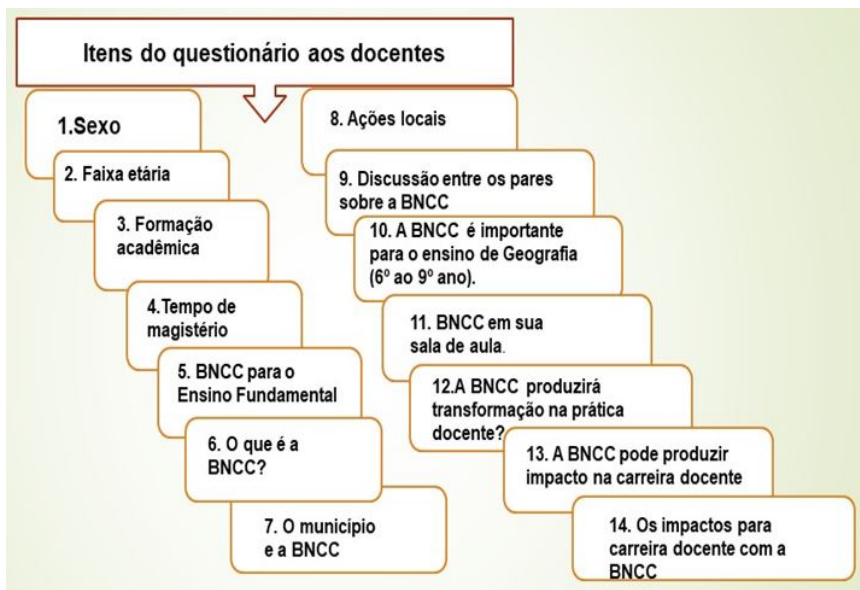 Itens do questionário aos docentes
1.Sexo
2. Faixa etária
3. Formação
acadêmica
4.Tempo de
magistério
5. BNCC para o
Ensino Fundamental
6. O que é a
BNCC?
7. O município
e a BNCC
8. Ações locais
9. Discussão entre os pares
sobre a BNCC
10. A BNCC é importante
para o ensino de Geografia
(6º ao 9º ano).
11. BNCC em sua
sala de aula.
12.A BNCC produzirá
transformação na prática
docente?
13. A BNCC pode produzir
impacto na carreira docente
14. Os impactos para
carreira docente com a
BNCC